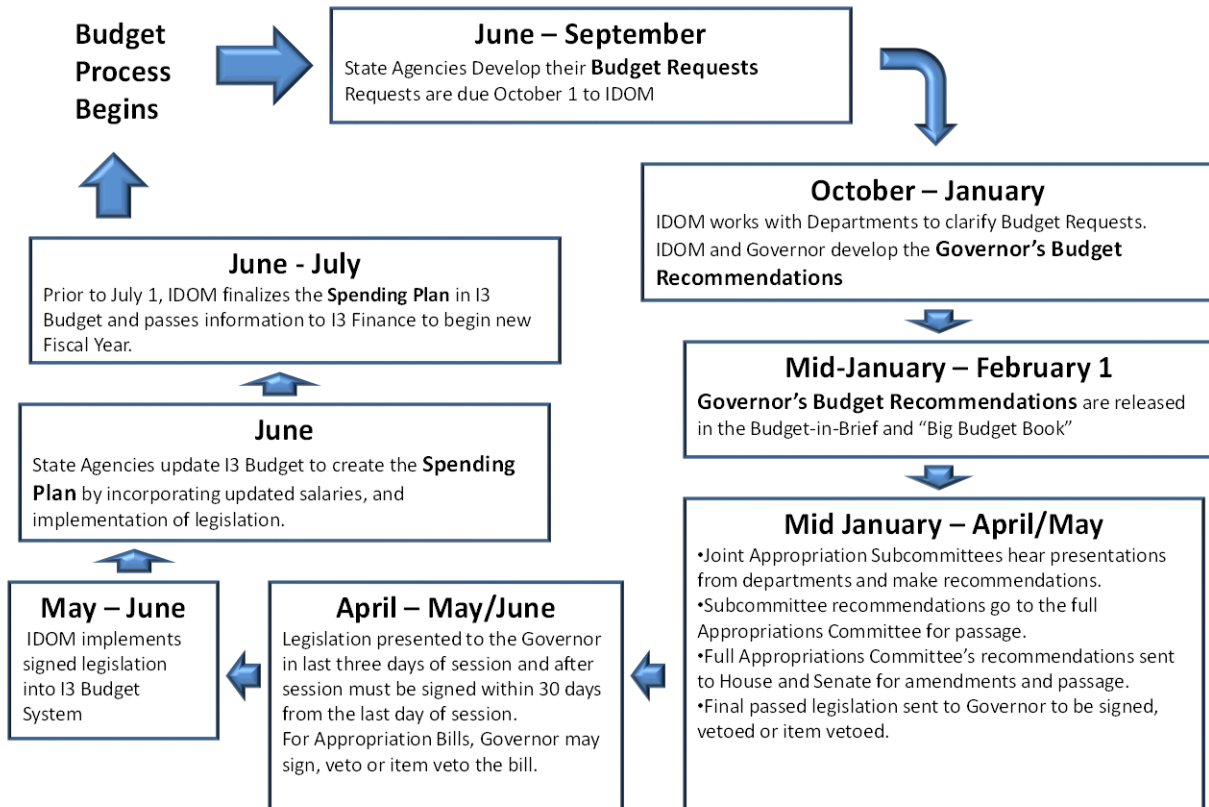 Budget
Process
Begins
June – September
State Agencies Develop their Budget Requests
Requests are due October 1 to IDOM
October – January
IDOM works with Departments to clarify Budget Requests.
IDOM and Governor develop the Governor's Budget
Recommendations
Mid-January – February 1
Governor's Budget Recommendations are released
in the Budget-in-Brief and "Big Budget Book"
Mid January – April/May
•Joint Appropriation Subcommittees hear presentations
from departments and make recommendations.
•Subcommittee recommendations go to the full
Appropriations Committee for passage.
•Full Appropriations Committee's recommendations sent
to House and Senate for amendments and passage.
•Final passed legislation sent to Governor to be signed,
vetoed or item vetoed.
April – May/June
Legislation presented to the Governor
in last three days of session and after
session must be signed within 30 days
from the last day of session.
For Appropriation Bills, Governor may
sign, veto or item veto the bill.
May – June
IDOM implements
signed legislation
into I3 Budget
System
June
State Agencies update I3 Budget to create the Spending
Plan by incorporating updated salaries, and
implementation of legislation.
June - July
Prior to July 1, IDOM finalizes the Spending Plan in I3
Budget and passes information to I3 Finance to begin new
Fiscal Year.